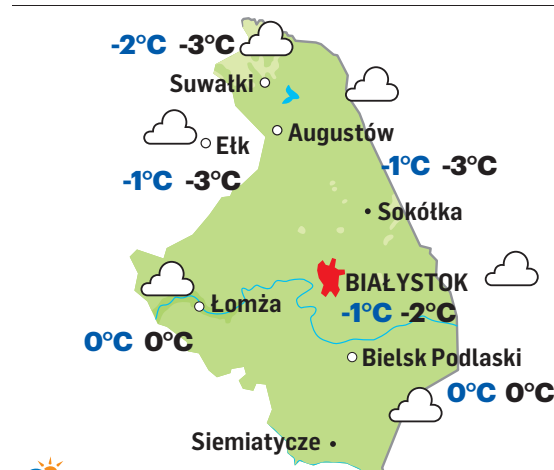 -2°C -3°C
Suwałki
Augustów
Ełk
-1°C -3°C
-1°C -3°C
Sokółka
BIAŁYSTOK
Łomża
-1°C -2°C
0°C 0°C
Bielsk Podlaski
0°C 0°C
Siemiatycze